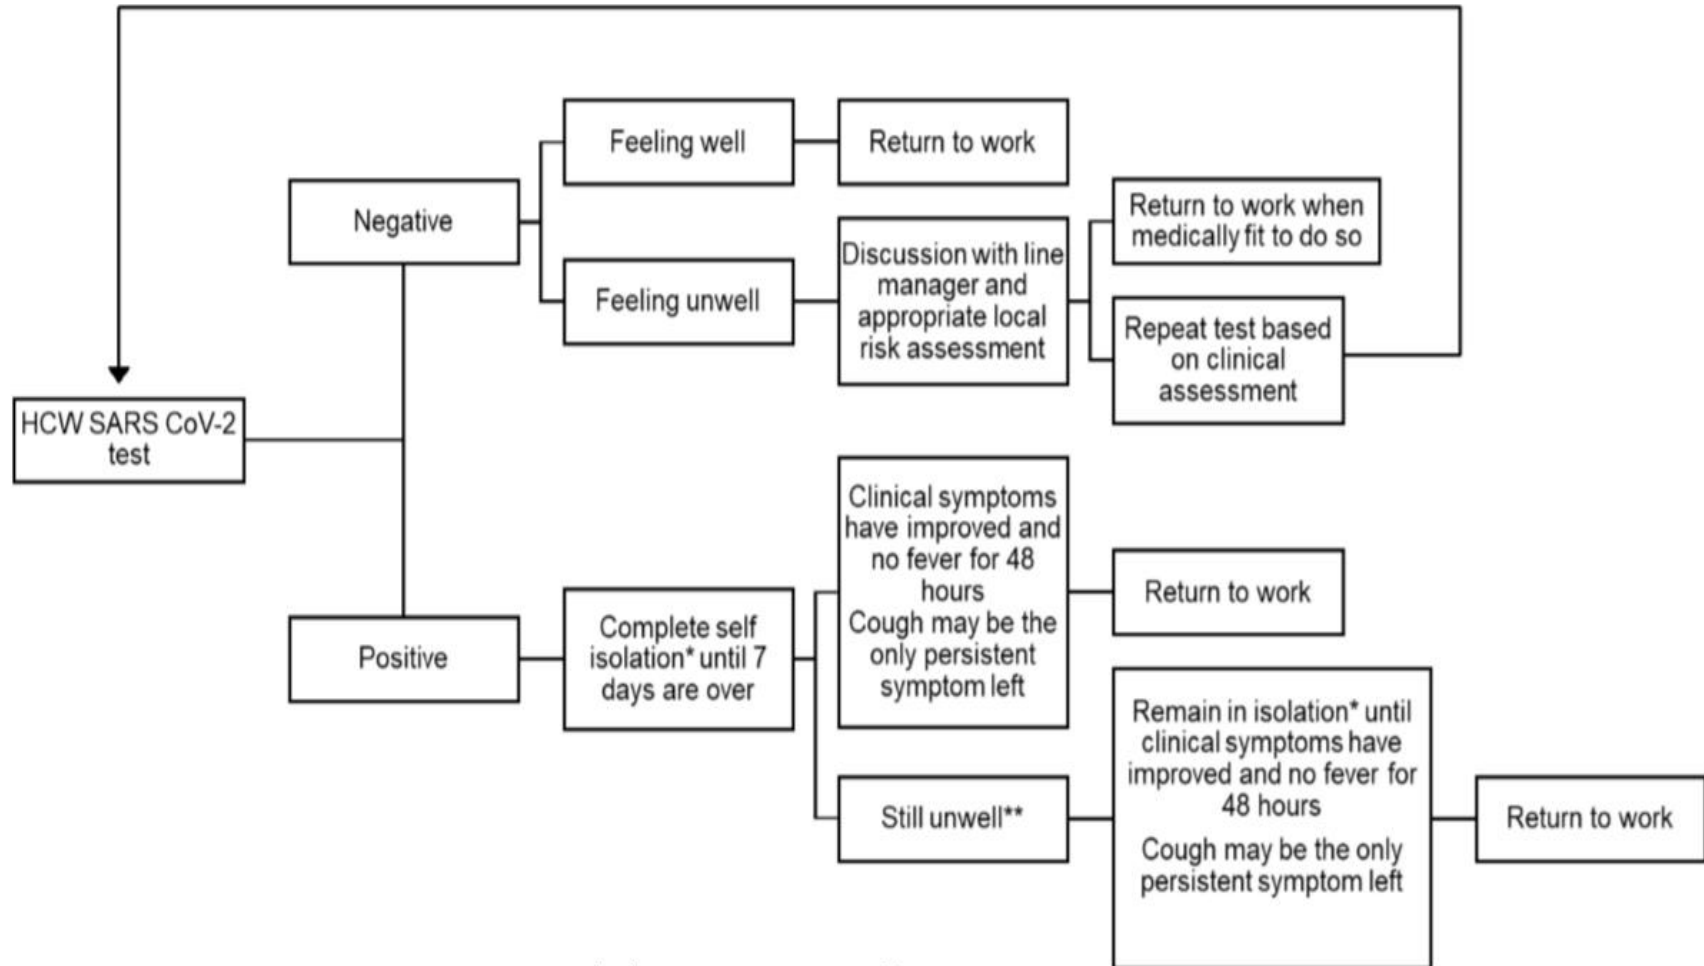 HCW SARS CoV-2
test
Negative
Feeling well
Return to work
Feeling unwell
Discussion with line
manager and
appropriate local
risk assessment
Return to work when
medically fit to do so
Repeat test based
on clinical
assessment
Positive
Complete self
isolation* until 7
days are over
Clinical symptoms
have improved and
no fever for 48
hours
Cough may be the
only persistent
symptom left
Return to work
Still unwell**
Remain in isolation* until
clinical symptoms have
improved and no fever for
48 hours
Cough may be the only
persistent symptom left
Return to work